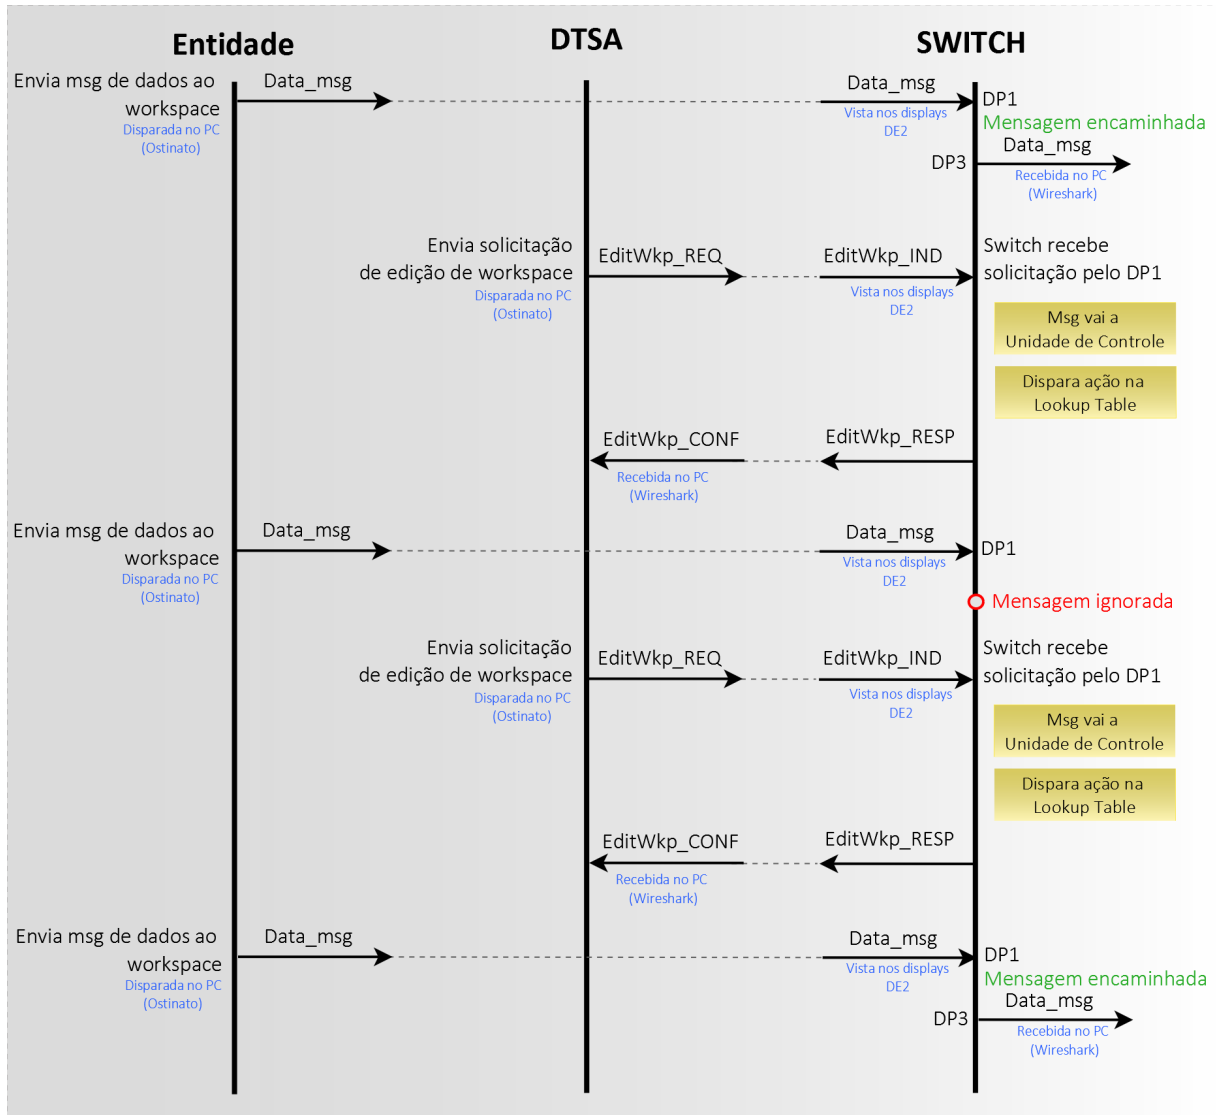 Entidade
DTSA
SWITCH
Envia msg de dados ao
workspace
Disparada no PC
(Ostinato)
Data_msg
Data_msg
Vista nos displays
DE2
DP1
Mensagem encaminhada
DP3
Data_msg
Recebida no PC
(Wireshark)
Envia solicitação
de edição de workspace
Disparada no PC
(Ostinato)
EditWkp_REQ
EditWkp_IND
Vista nos displays
DE2
Switch recebe
solicitação pelo DP1
Msg vai a
Unidade de Controle
Dispara ação na
Lookup Table
EditWkp_CONF
Recebida no PC
(Wireshark)
EditWkp_RESP
Envia msg de dados ao
workspace
Disparada no PC
(Ostinato)
Data_msg
Data_msg
Vista nos displays
DE2
DP1
Mensagem ignorada
Envia solicitação
de edição de workspace
Disparada no PC
(Ostinato)
EditWkp_REQ
EditWkp_IND
Vista nos displays
DE2
Switch recebe
solicitação pelo DP1
Msg vai a
Unidade de Controle
Dispara ação na
Lookup Table
EditWkp_CONF
Recebida no PC
(Wireshark)
EditWkp_RESP
Envia msg de dados ao
workspace
Disparada no PC
(Ostinato)
Data_msg
Data_msg
Vista nos displays
DE2
DP1
Mensagem encaminhada
DP3
Data_msg
Recebida no PC
(Wireshark)